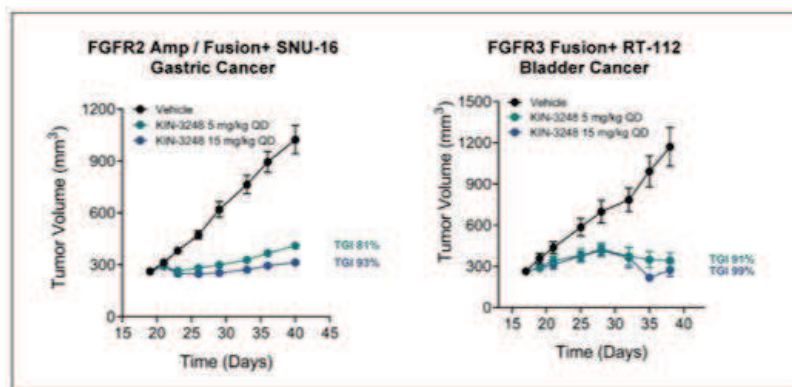 FGFR2 Amp / Fusion+ SNU-16
Gastric Cancer
Vehicle
KIN-3248 5 mg/kg QD
KIN-3248 15 mg/kg QD
Tumor Volume (mm³)
1200
900
600
300
0
TGI 81%
TGI 93%
15 20 25 30 35 40 45
Time (Days)
FGFR3 Fusion+ RT-112
Bladder Cancer
Vehicle
KIN-3248 5 mg/kg QD
KIN-3248 15 mg/kg QD
Tumor Volume (mm³)
1500
1200
900
600
300
0
TGI 91%
TGI 99%
15 20 25 30 35 40 45
Time (Days)